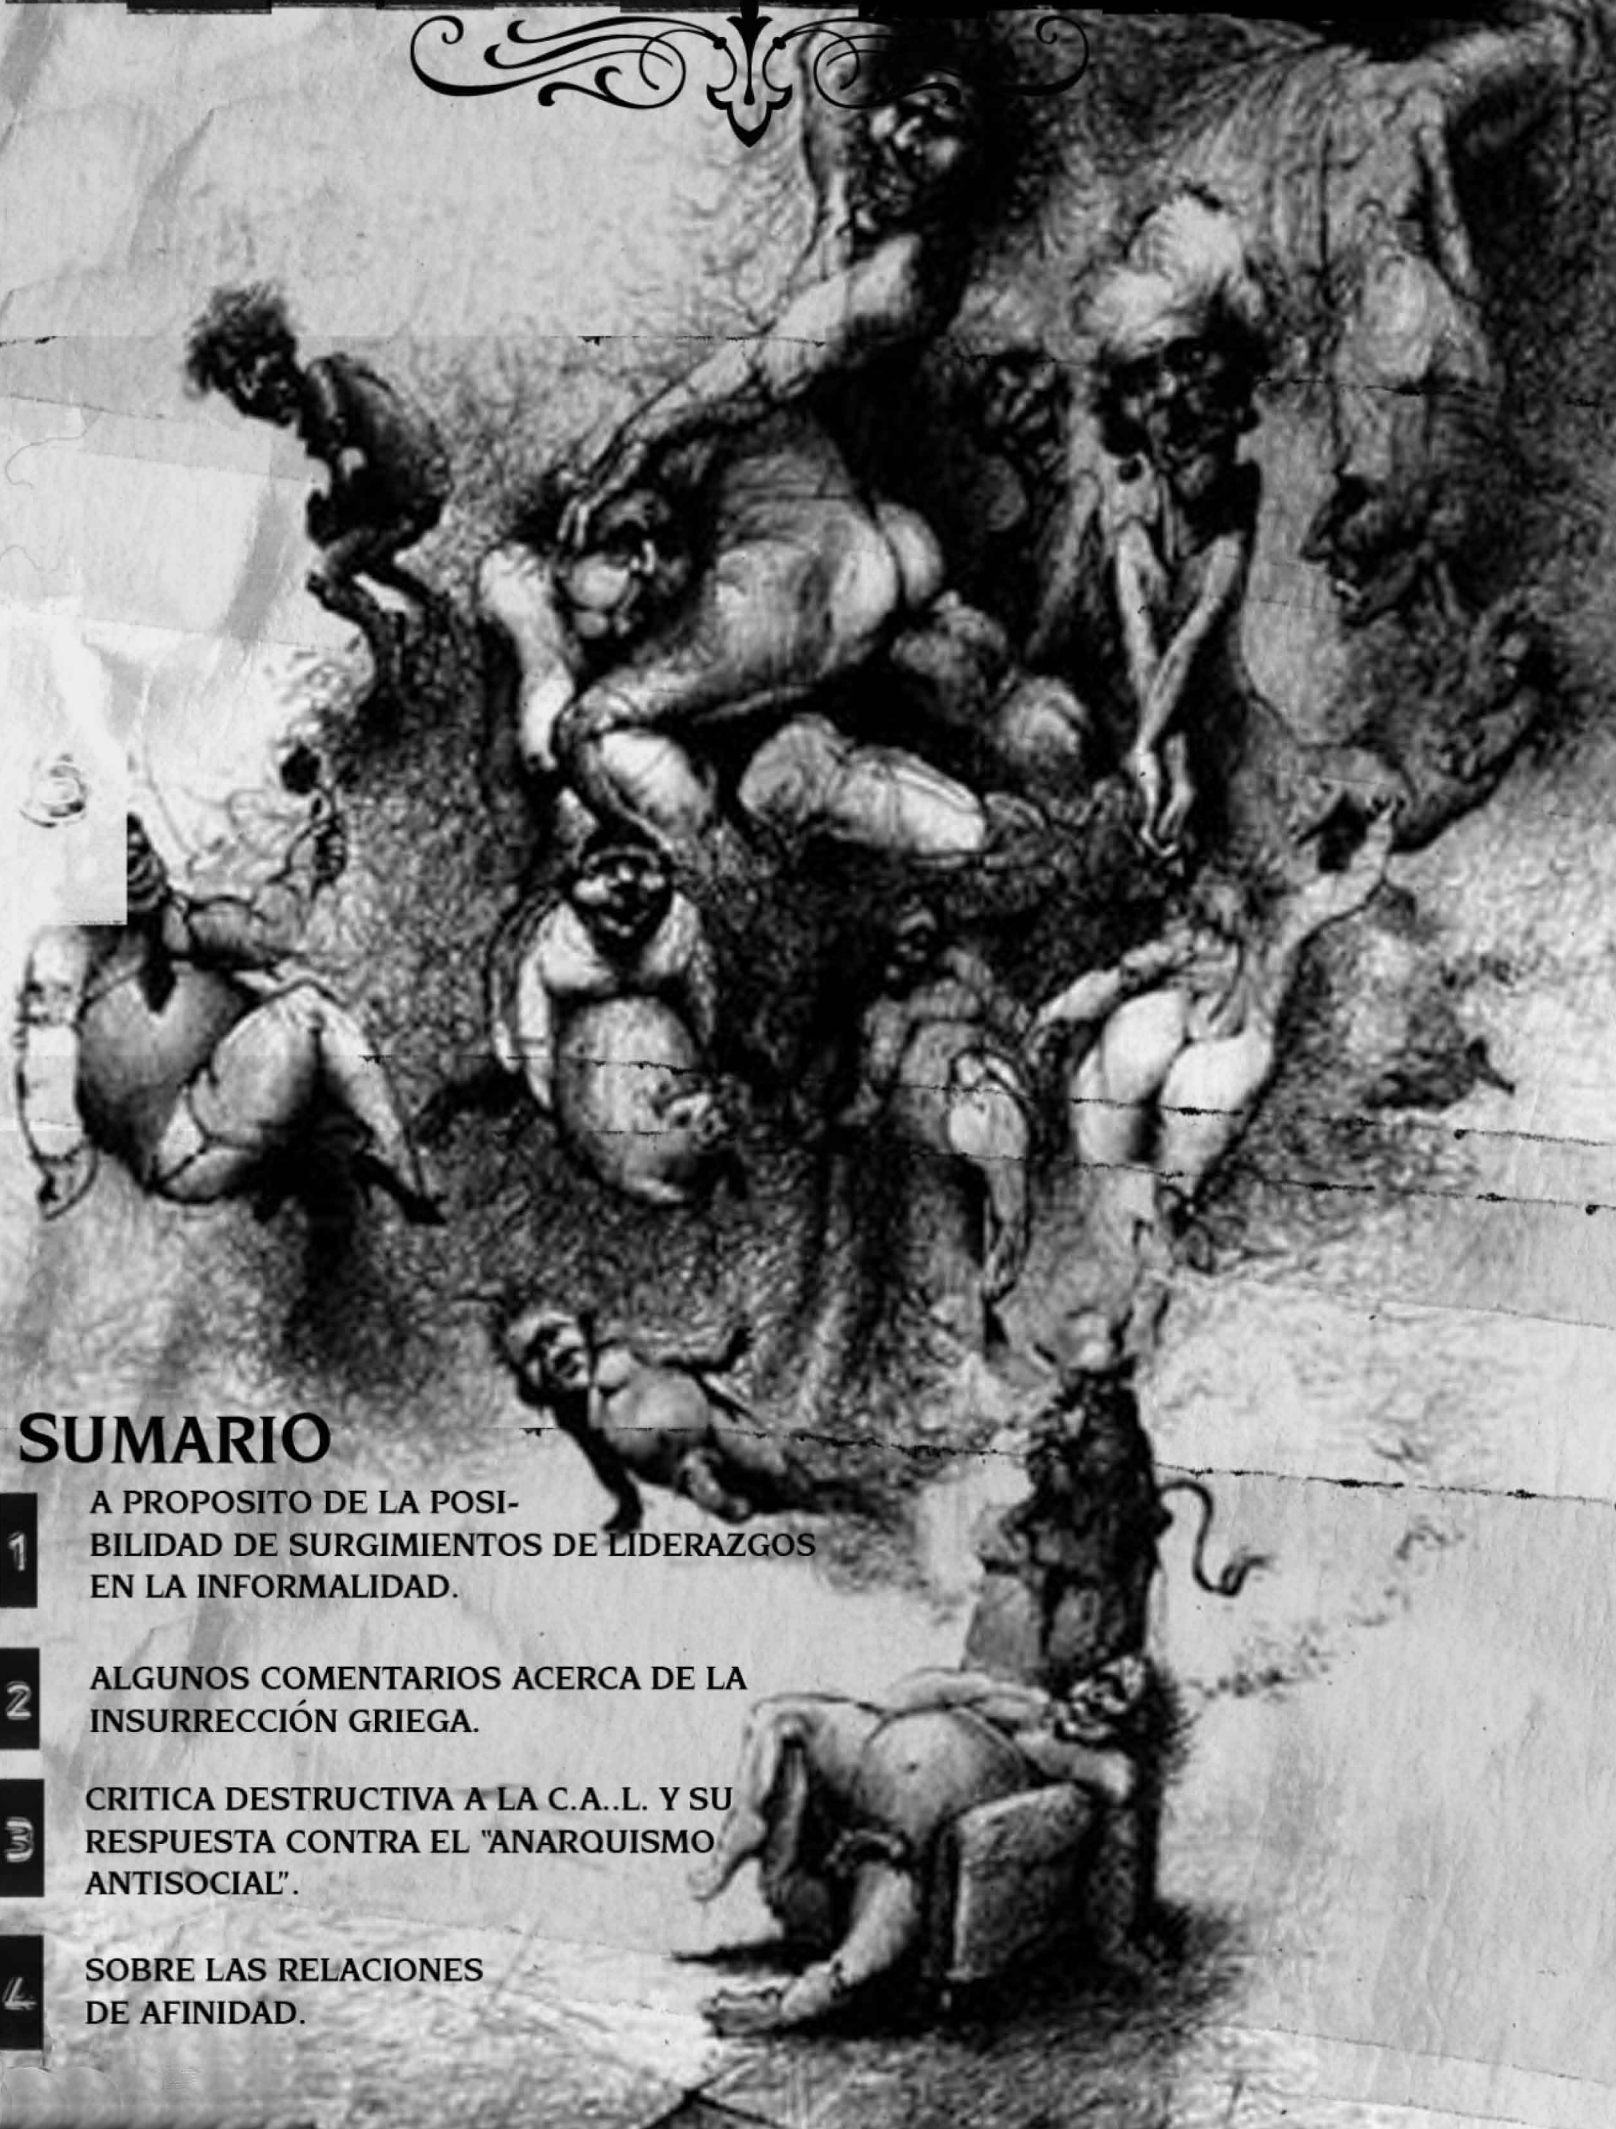 SUMARIO
1
A PROPOSITO DE LA POSI-
BILIDAD DE SURGIMIENTOS DE LIDERAZGOS
EN LA INFORMALIDAD.
2
ALGUNOS COMENTARIOS ACERCA DE LA
INSURRECCIÓN GRIEGA.
3
CRITICA DESTRUCTIVA A LA C.A..L. Y SU
RESPUESTA CONTRA EL "ANARQUISMO
ANTISOCIAL".
4
SOBRE LAS RELACIONES
DE AFINIDAD.